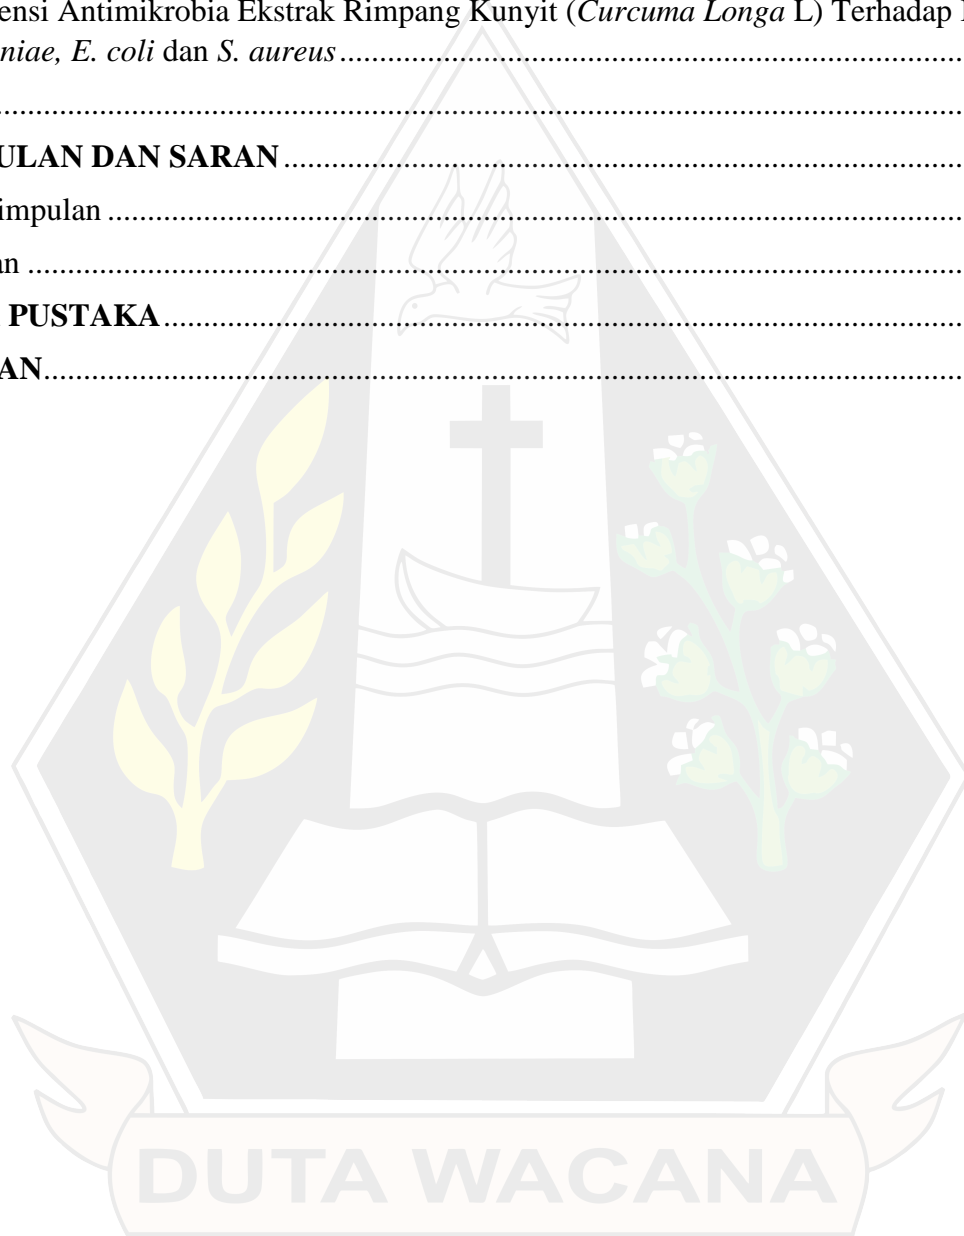 ensi Antimikrobia Ekstrak Rimpang Kunyit (Curcuma Longa L) Terhadap
niae, E. coli dan S. aureus ....................................................................................................
....................................................................................................
ULAN DAN SARAN ....................................................................................................
impulan ....................................................................................................
an ....................................................................................................
PUSTAKA ....................................................................................................
AN ....................................................................................................
DUTA WACANA